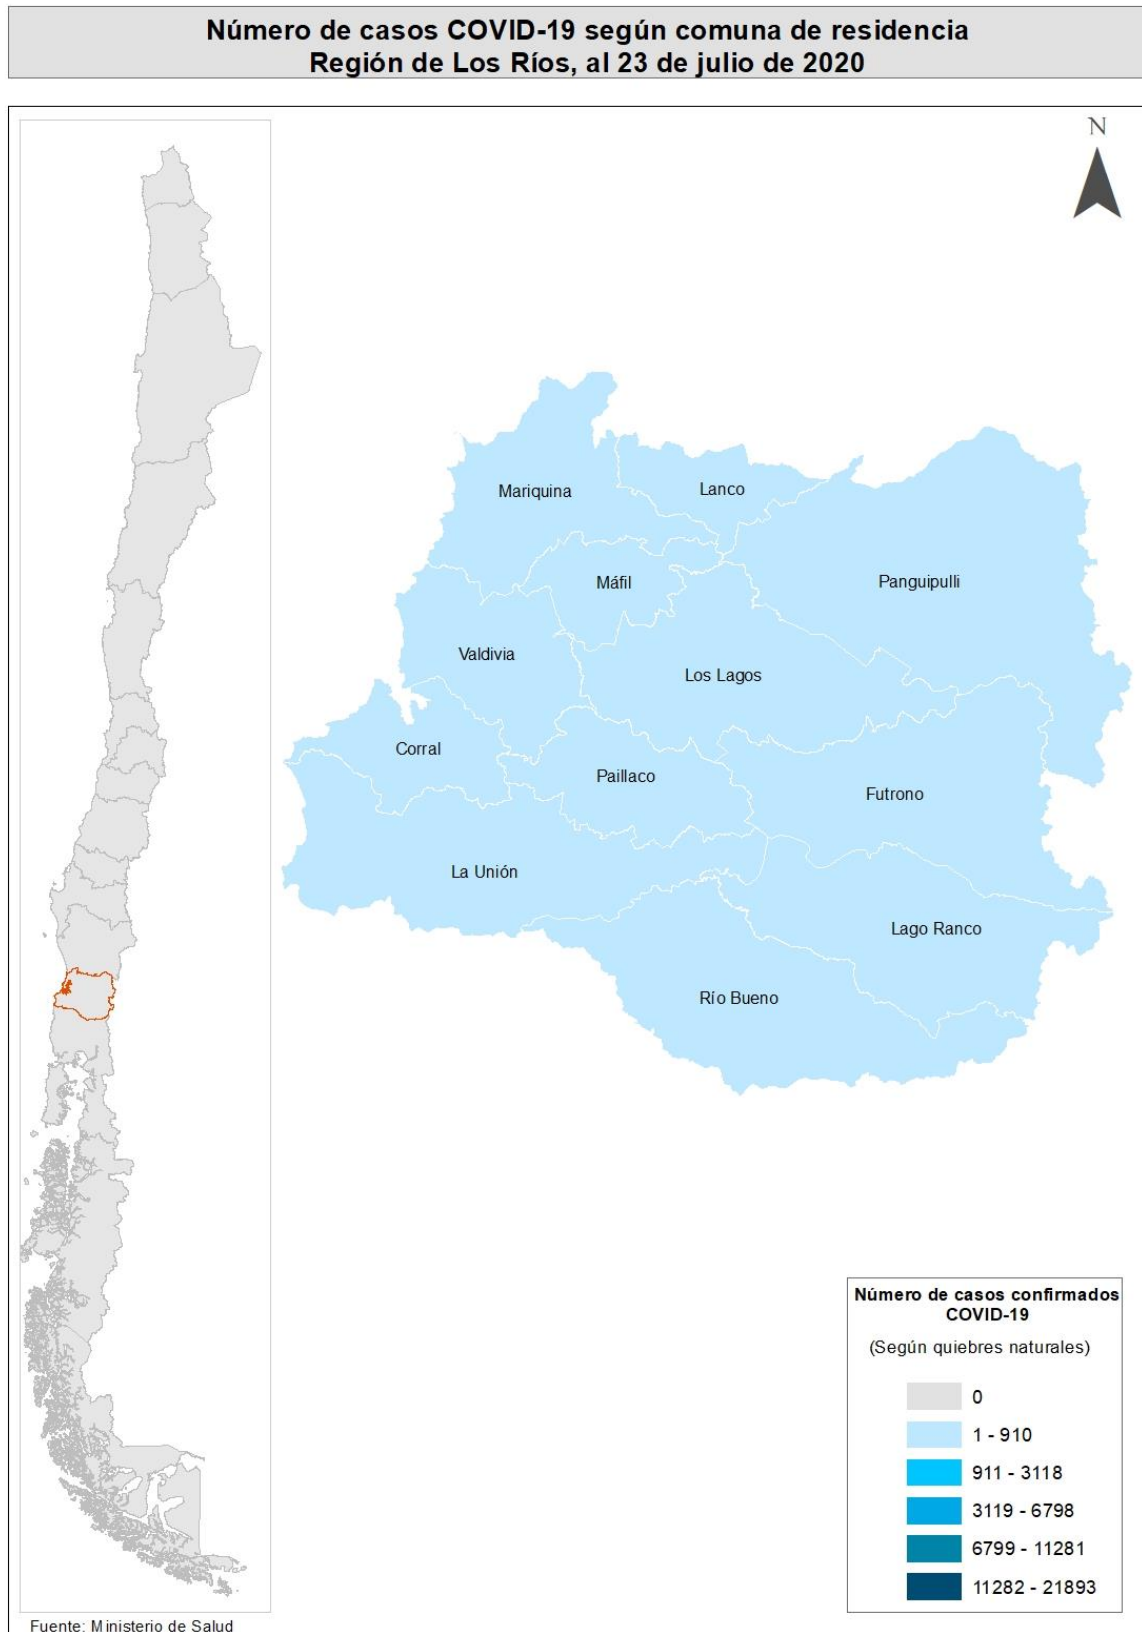 Número de casos COVID-19 según comuna de residencia
Región de Los Ríos, al 23 de julio de 2020
N
Mariquina
Lanco
Máfil
Panguipulli
Valdivia
Los Lagos
Corral
Paillaco
Futrono
La Unión
Lago Ranco
Río Bueno
Número de casos confirmados
COVID-19
(Según quiebres naturales)
0
1 - 910
911 - 3118
3119 - 6798
6799 - 11281
11282 - 21893
Fuente: Ministerio de Salud